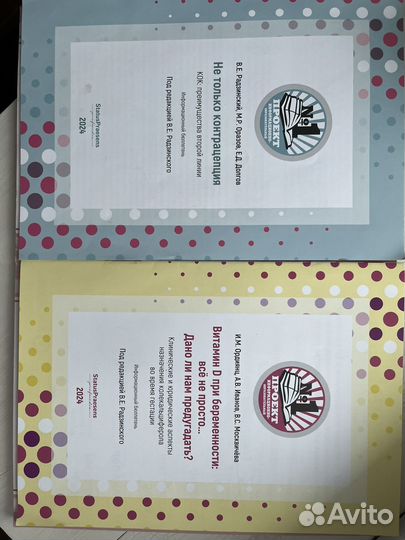 В.Е. Радзинский, М.Р. Оразов, Е.Д. Долгов
Не только контрацепция
КОК: преимущества второй линии
Информационный бюллетень
Под редакцией В.Е. Радзинского
StatusPraesens
2024
№1
ПРОЕКТ
И.М. Ордиянц, А.В. Иванов, В.С. Москвичёва
Витамин D при беременности:
всё не просто...
Дано ли нам предугадать?
Клинические и юридические аспекты
назначения колекальциферола
во время гестации
Информационный бюллетень
Под редакцией В.Е. Радзинского
StatusPraesens
2024
№1
ПРОЕКТ
Avito